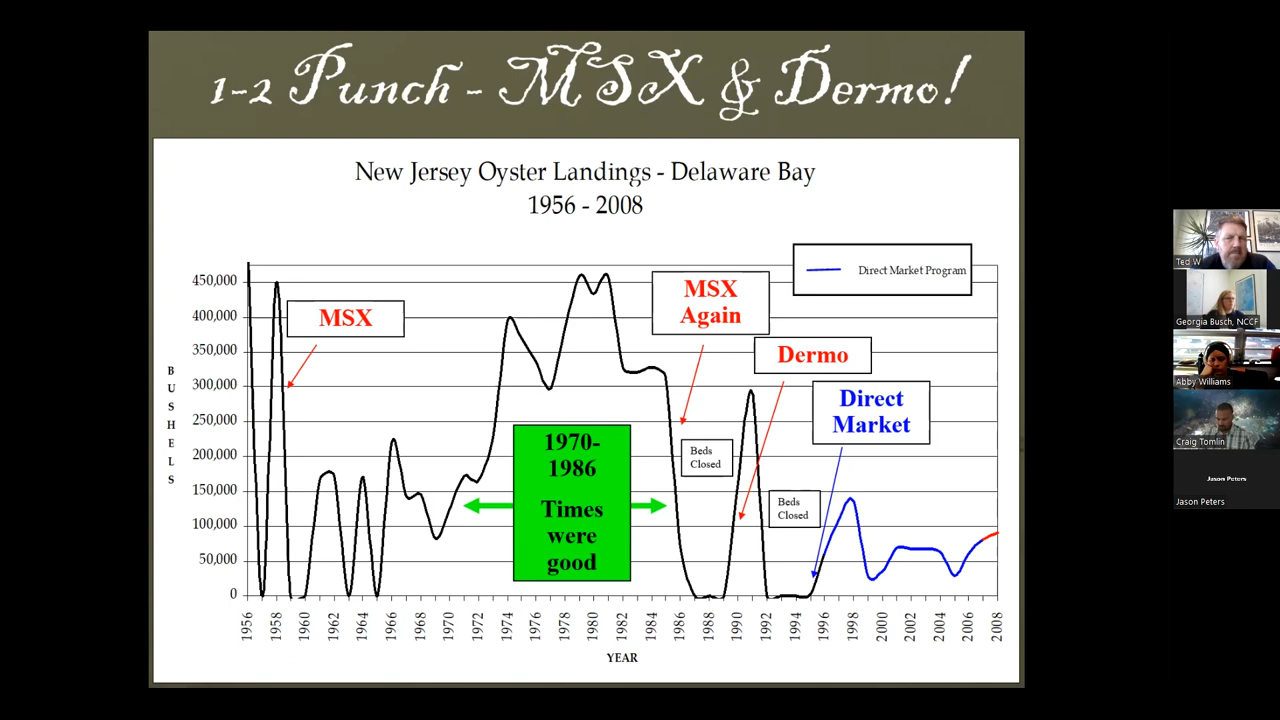 1-2 Punch - MSX & Dermo!
New Jersey Oyster Landings - Delaware Bay
1956 - 2008
Direct Market Program
450,000
400,000
350,000
300,000
250,000
200,000
150,000
100,000
50,000
0
BUSHELS
MSX
1970-
1986
Times
were
good
MSX
Again
Beds
Closed
Dermo
Beds
Closed
Direct
Market
1956
1958
1960
1962
1964
1966
1968
1970
1972
1974
1976
1978
1980
1982
1984
1986
1988
1990
1992
1994
1996
1998
2000
2002
2004
2006
2008
YEAR
Ted W
Georgia Busch, NCCF
Abby Williams
Craig Tomlin
Jason Peters
Jason Peters